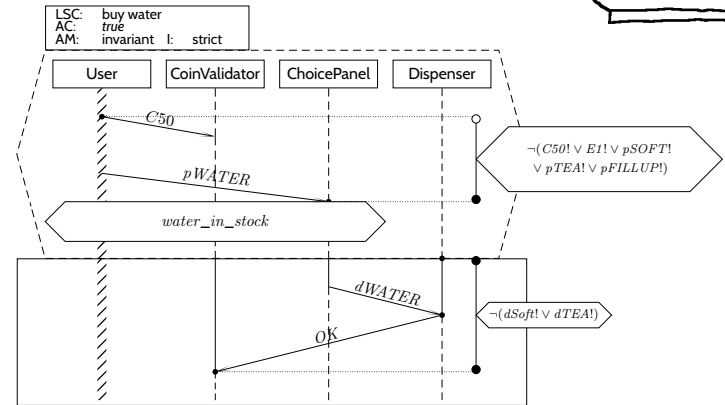 LSC: buy water
AC: true
AM: invariant I: strict
User CoinValidator ChoicePanel Dispenser
C50
¬(C50! ∨ E1! ∨ pSOFT!
∨ pTEA! ∨ pFILLUP!)
pWATER
water_in_stock
dWATER
¬(dSoft! ∨ dTEA!)
OK